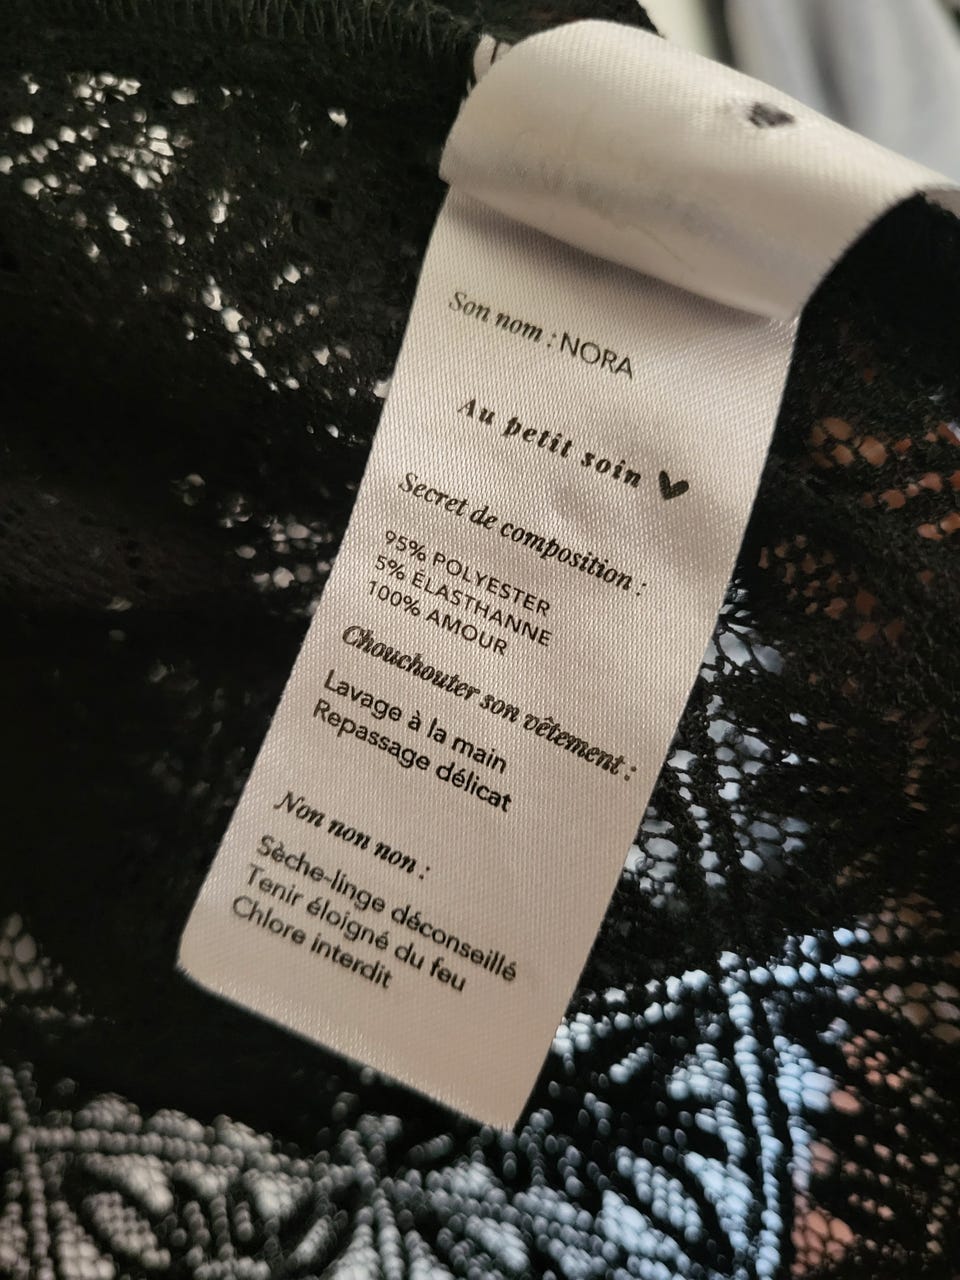 Son nom : NORA
Au petit soin ♥
Secret de composition :
95% POLYESTER
5% ELASTHANNE
100% AMOUR
Chouchouter son vêtement :
Lavage à la main
Repassage délicat
Non non non :
Sèche-linge déconseillé
Tenir éloigné du feu
Chlore interdit